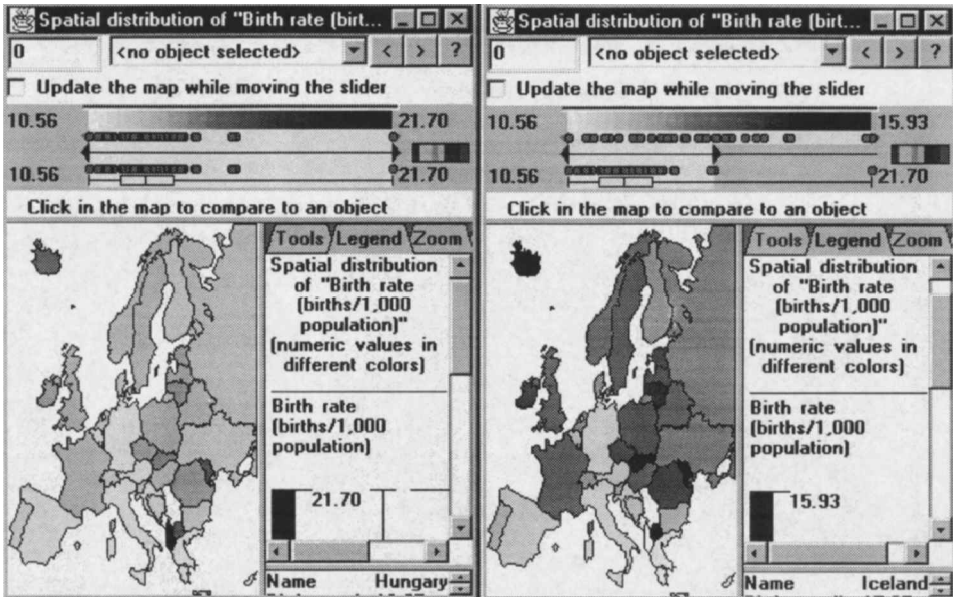 Spatial distribution of "Birth rate (birt...
0
<no object selected>
< > ?
Update the map while moving the slider
10.56
21.70
10.56
21.70
Click in the map to compare to an object
Tools Legend Zoom
Spatial distribution
of "Birth rate
(births/1,000
population)"
(numeric values in
different colors)
Birth rate
(births/1,000
population)
21.70
Name Hungary
Spatial distribution of "Birth rate (birt...
0
<no object selected>
< > ?
Update the map while moving the slider
10.56
15.93
10.56
21.70
Click in the map to compare to an object
Tools Legend Zoom
Spatial distribution
of "Birth rate
(births/1,000
population)"
(numeric values in
different colors)
Birth rate
(births/1,000
population)
15.93
Name Iceland